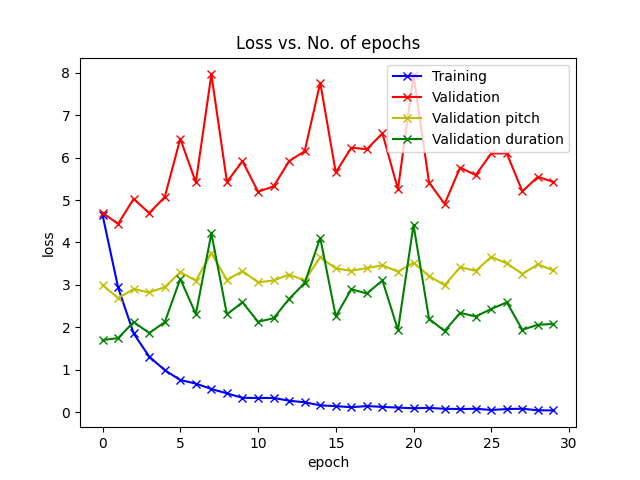 Loss vs. No. of epochs
Training
Validation
Validation pitch
Validation duration
loss
8
7
6
5
4
3
2
1
0
0 5 10 15 20 25 30
epoch